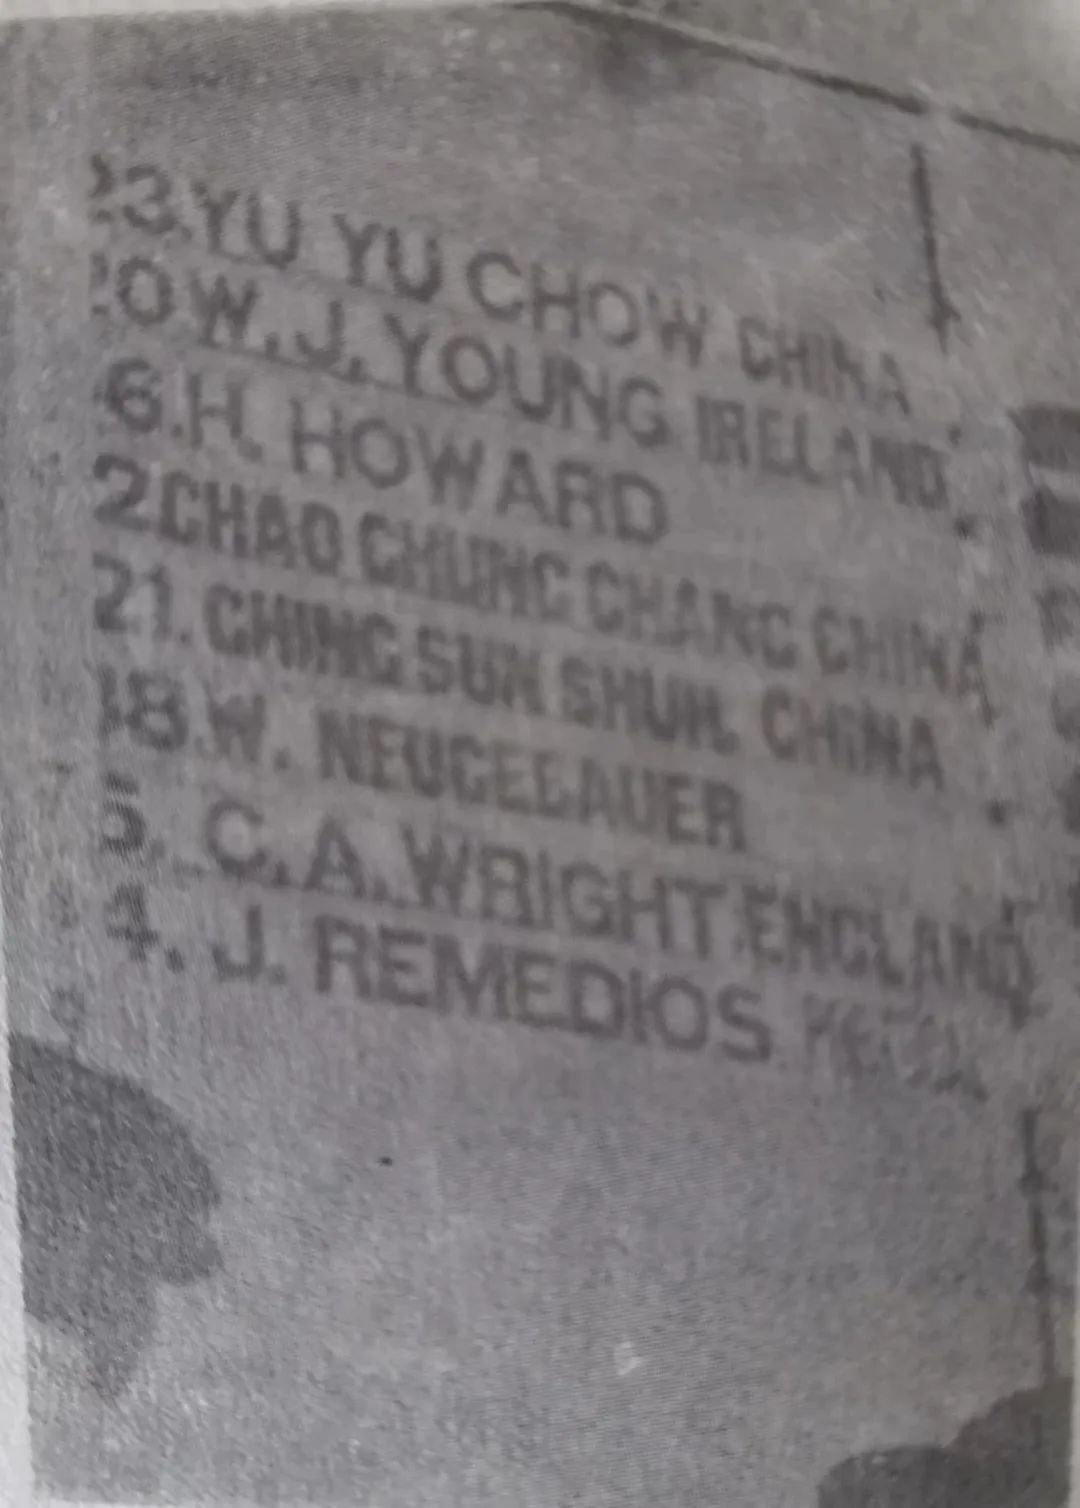 23.YU YU CHOW CHINA
20 W.J.YOUNG IRELAND
6.H. HOWARD
2.CHAO CHUNG CHANG CHINA
21. CHING SUN SHUI. CHINA
18.W. NEUGEBAUER
5. C.A.WRIGHT.ENGLAND
4. J. REMEDIOS